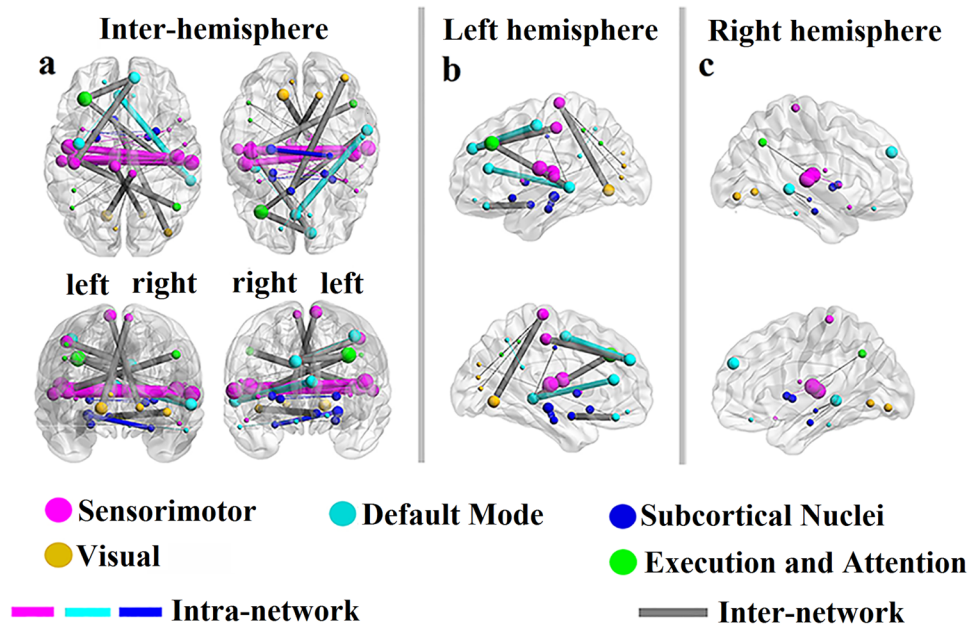 Inter-hemisphere
Left hemisphere
Right hemisphere
a
b
c
left right right left
Sensorimotor
Default Mode
Subcortical Nuclei
Visual
Execution and Attention
Intra-network
Inter-network